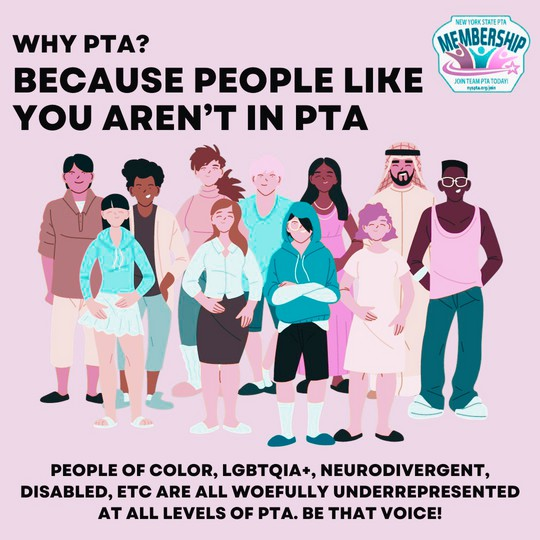 WHY PTA?
BECAUSE PEOPLE LIKE
YOU AREN'T IN PTA
NEW YORK STATE PTA
MEMBERSHIP
JOIN TEAM PTA TODAY!
nyspta.org/join
PEOPLE OF COLOR, LGBTQIA+, NEURODIVERGENT,
DISABLED, ETC ARE ALL WOEFULLY UNDERREPRESENTED
AT ALL LEVELS OF PTA. BE THAT VOICE!